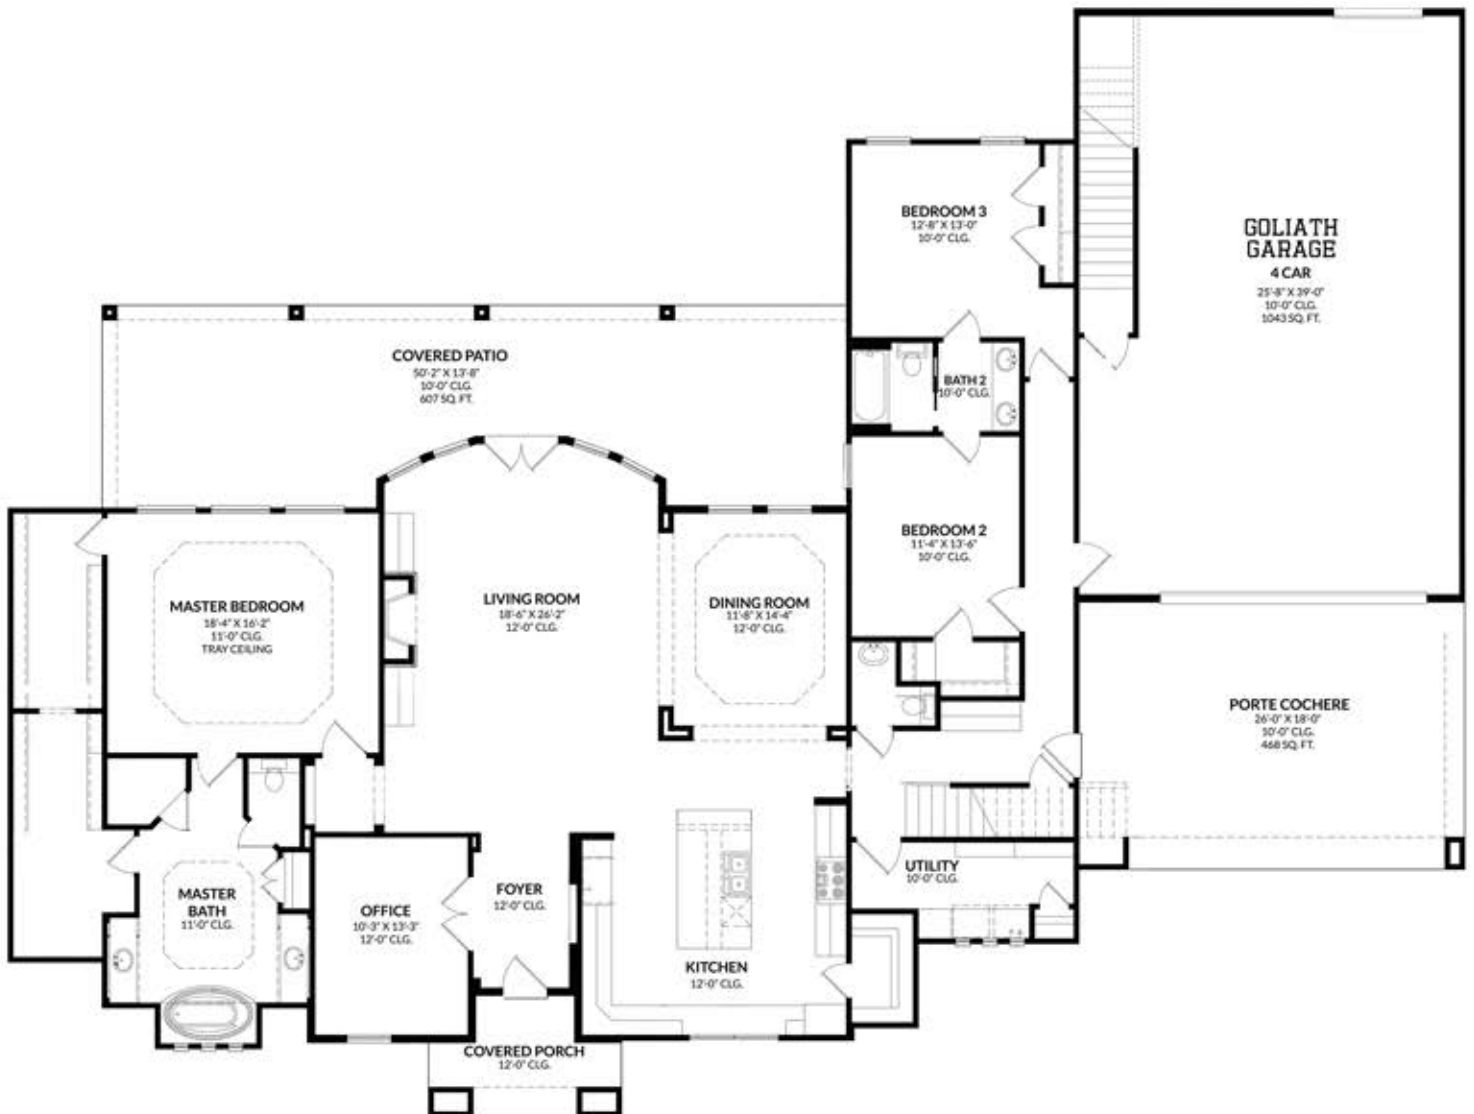 GOLIATH
GARAGE
4 CAR
25'-8" X 39'-0"
10'-0" CLG.
1043 SQ. FT.
BEDROOM 3
12'-8" X 13'-0"
10'-0" CLG.
COVERED PATIO
50'-2" X 13'-8"
10'-0" CLG.
607 SQ. FT.
BATH 2
10'-0" CLG.
BEDROOM 2
11'-4" X 13'-6"
10'-0" CLG.
MASTER BEDROOM
18'-4" X 16'-2"
11'-0" CLG.
TRAY CEILING
LIVING ROOM
18'-6" X 26'-2"
12'-0" CLG.
DINING ROOM
11'-8" X 14'-4"
12'-0" CLG.
PORTE COCHERE
26'-0" X 18'-0"
10'-0" CLG.
468 SQ. FT.
MASTER
BATH
11'-0" CLG.
OFFICE
10'-3" X 13'-3"
12'-0" CLG.
FOYER
12'-0" CLG.
UTILITY
10'-0" CLG.
KITCHEN
12'-0" CLG.
COVERED PORCH
12'-0" CLG.